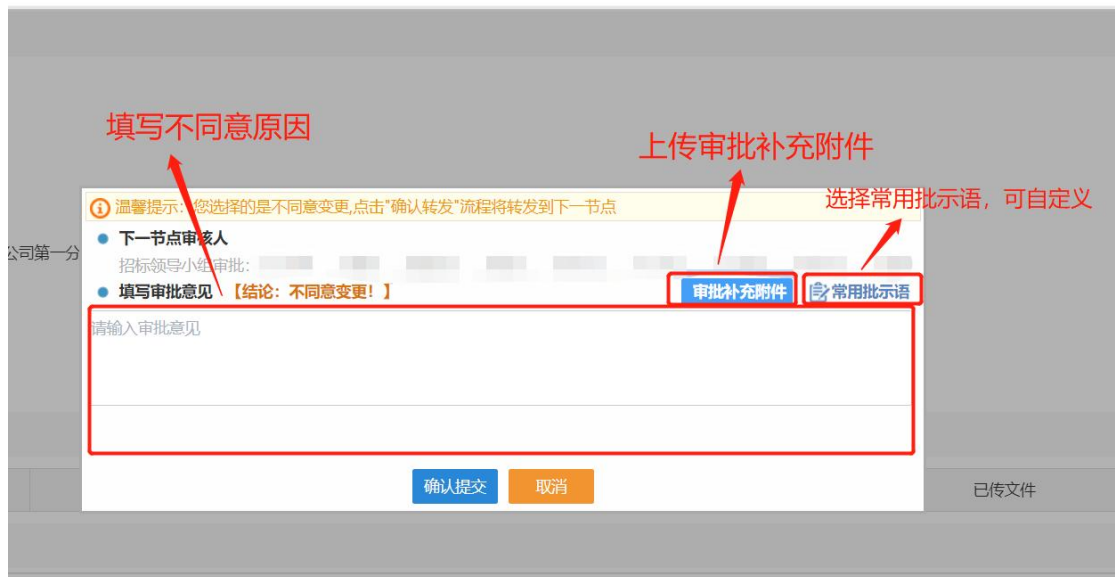 填写不同意原因
上传审批补充附件
选择常用批示语，可自定义
温馨提示：您选择的是不同意变更,点击"确认转发"流程将转发到下一节点
下一节点审核人
公司第一分
招标领导小组审批：
填写审批意见 【结论：不同意变更！】 审批补充附件 常用批示语
请输入审批意见
确认提交 取消
已传文件